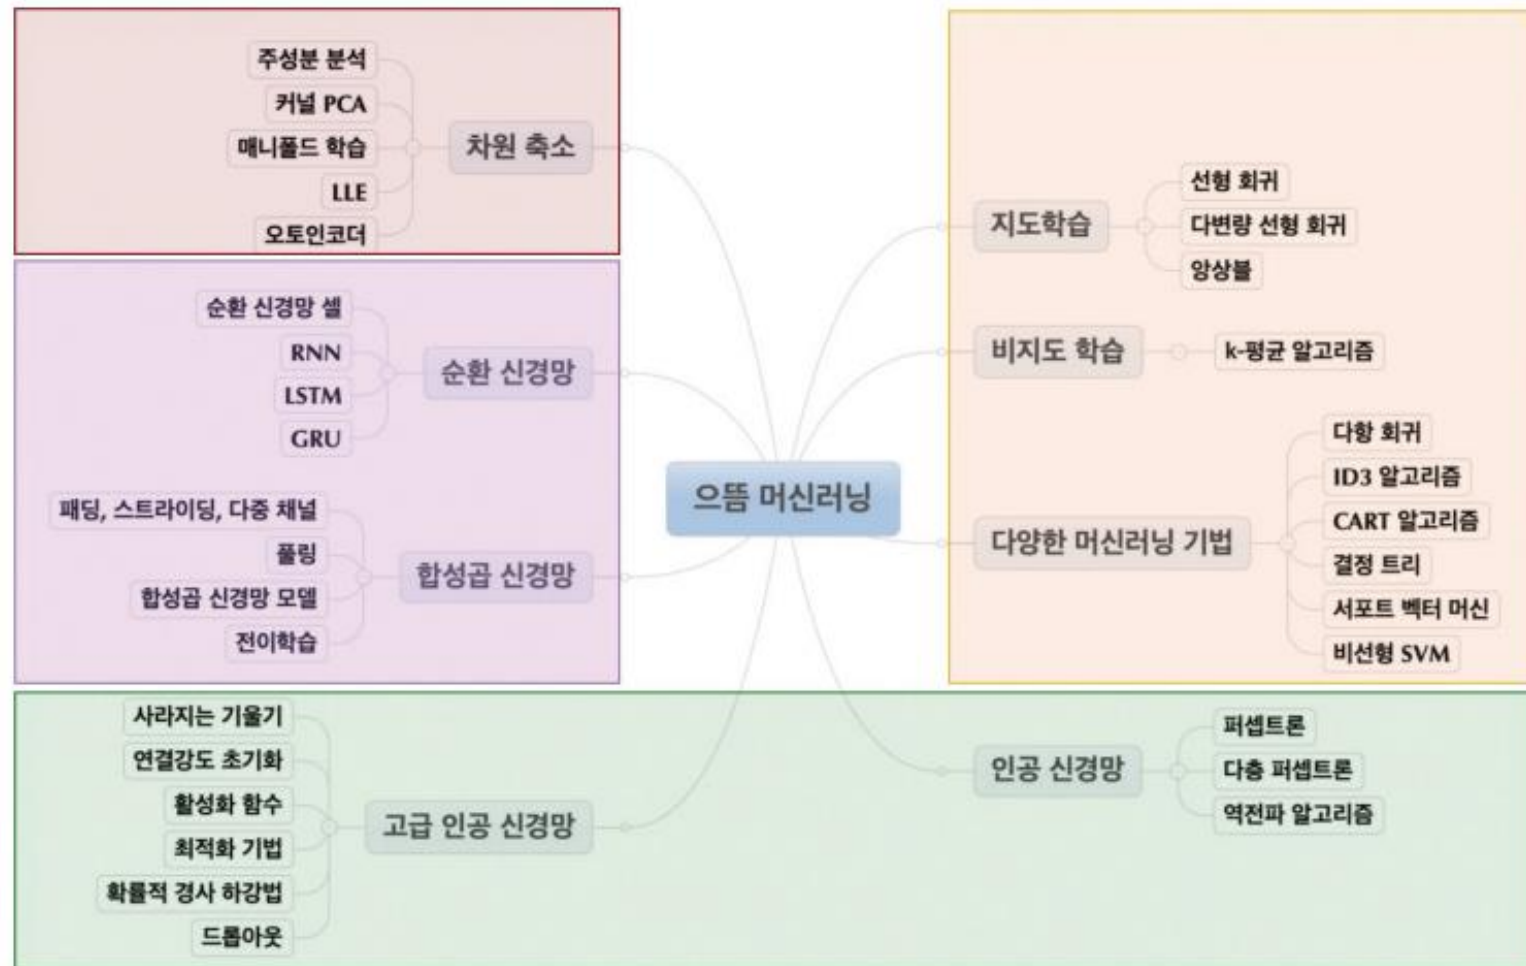 주성분 분석
커널 PCA
매니폴드 학습
LLE
오토인코더
차원 축소
순환 신경망 셀
RNN
LSTM
GRU
순환 신경망
패딩, 스트라이딩, 다중 채널
풀링
합성곱 신경망 모델
전이학습
합성곱 신경망
사라지는 기울기
연결강도 초기화
활성화 함수
최적화 기법
확률적 경사 하강법
드롭아웃
고급 인공 신경망
으뜸 머신러닝
지도학습
선형 회귀
다변량 선형 회귀
앙상블
비지도 학습
k-평균 알고리즘
다양한 머신러닝 기법
다항 회귀
ID3 알고리즘
CART 알고리즘
결정 트리
서포트 벡터 머신
비선형 SVM
인공 신경망
퍼셉트론
다층 퍼셉트론
역전파 알고리즘